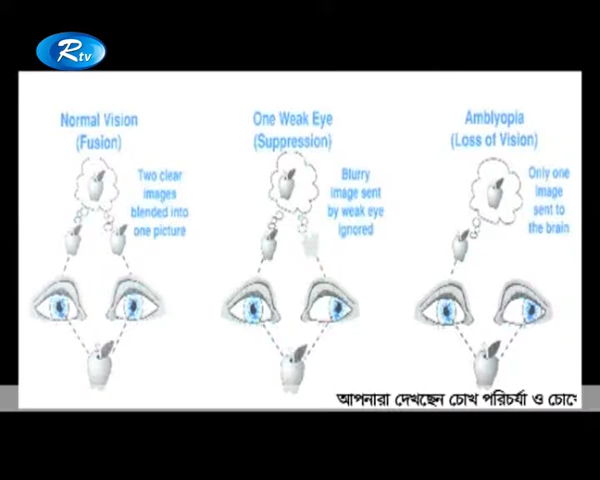 Rtv
Normal Vision
(Fusion)
Two clear
images
blended into
one picture
One Weak Eye
(Suppression)
Blurry
image sent
by weak eye
ignored
Amblyopia
(Loss of Vision)
Only one
image
sent to
the brain
আপনারা দেখছেন চোখ পরিচর্যা ও